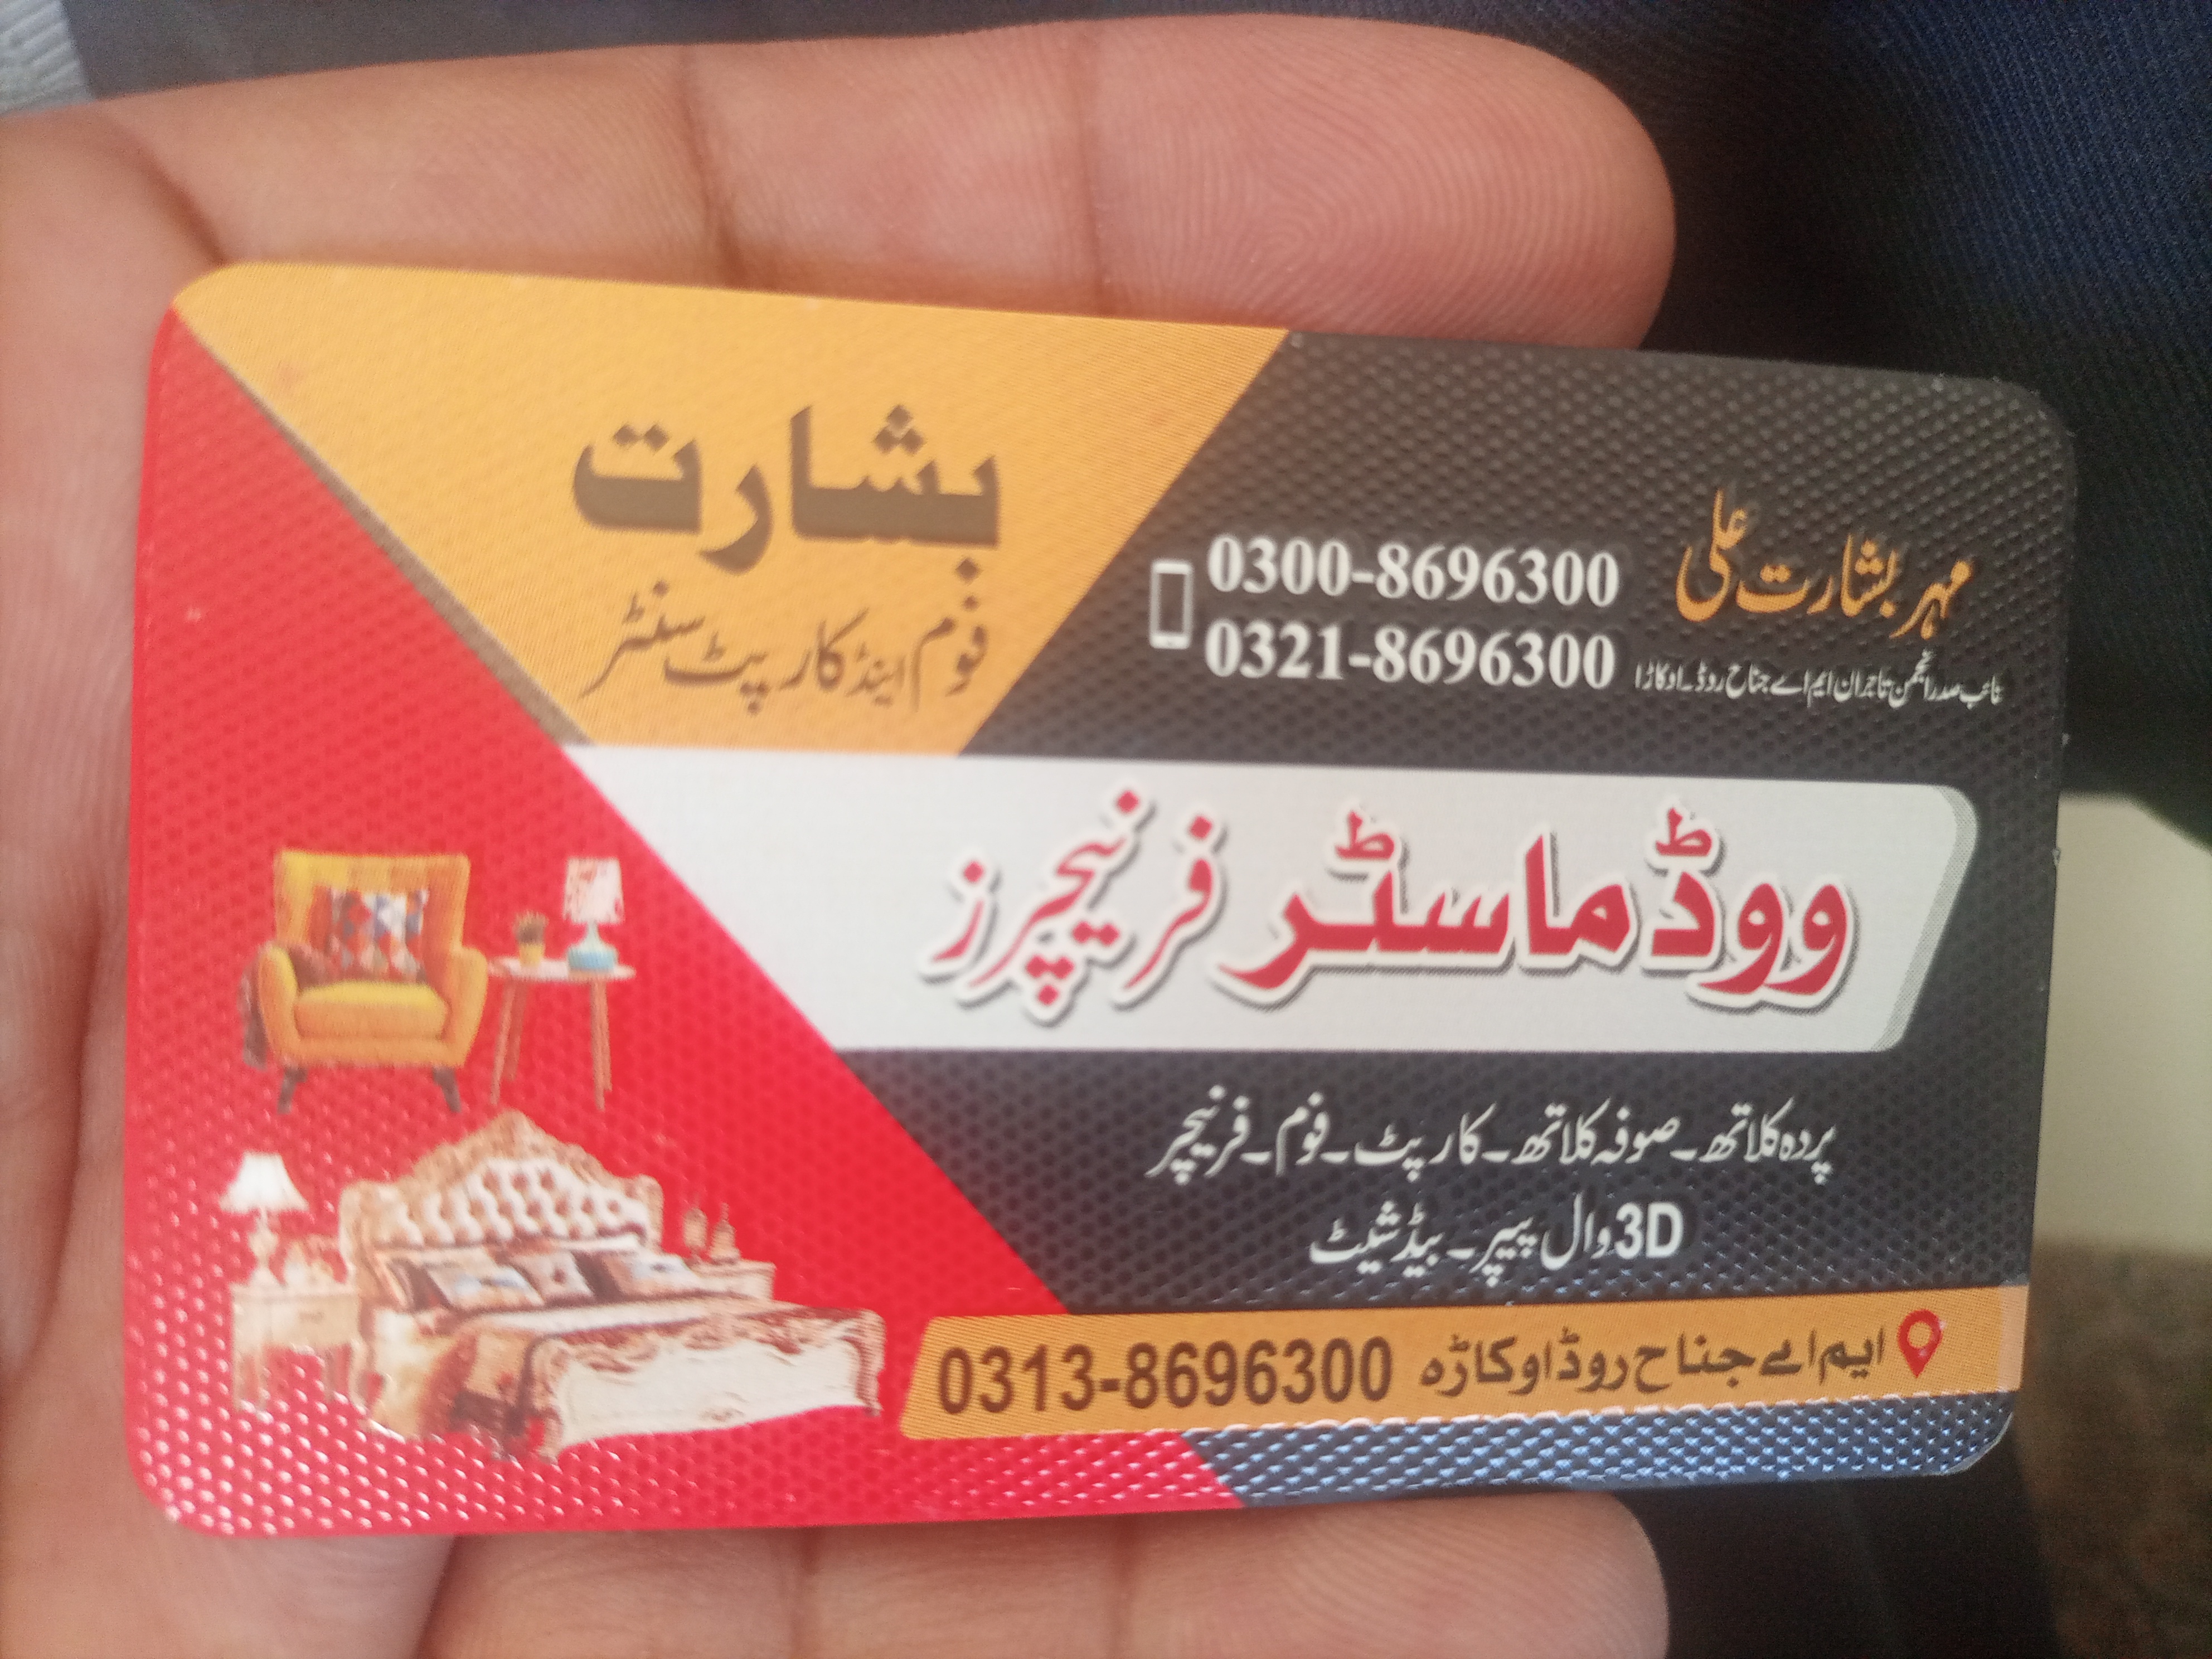 بشارت
فوم اینڈ کارپٹ سنٹر
مہر بشارت علی
0300-8696300
0321-8696300
نائب صدر انجمن تاجران ایم اے جناح روڈ۔ اوکاڑا
ووڈ ماسٹر فرنیچرز
پردہ کلاتھ۔ صوفہ کلاتھ۔ کارپٹ۔ فوم۔ فرنیچر
3D وال پیپر۔ بیڈ شیٹ
ایم اے جناح روڈ اوکاڑہ 0313-8696300